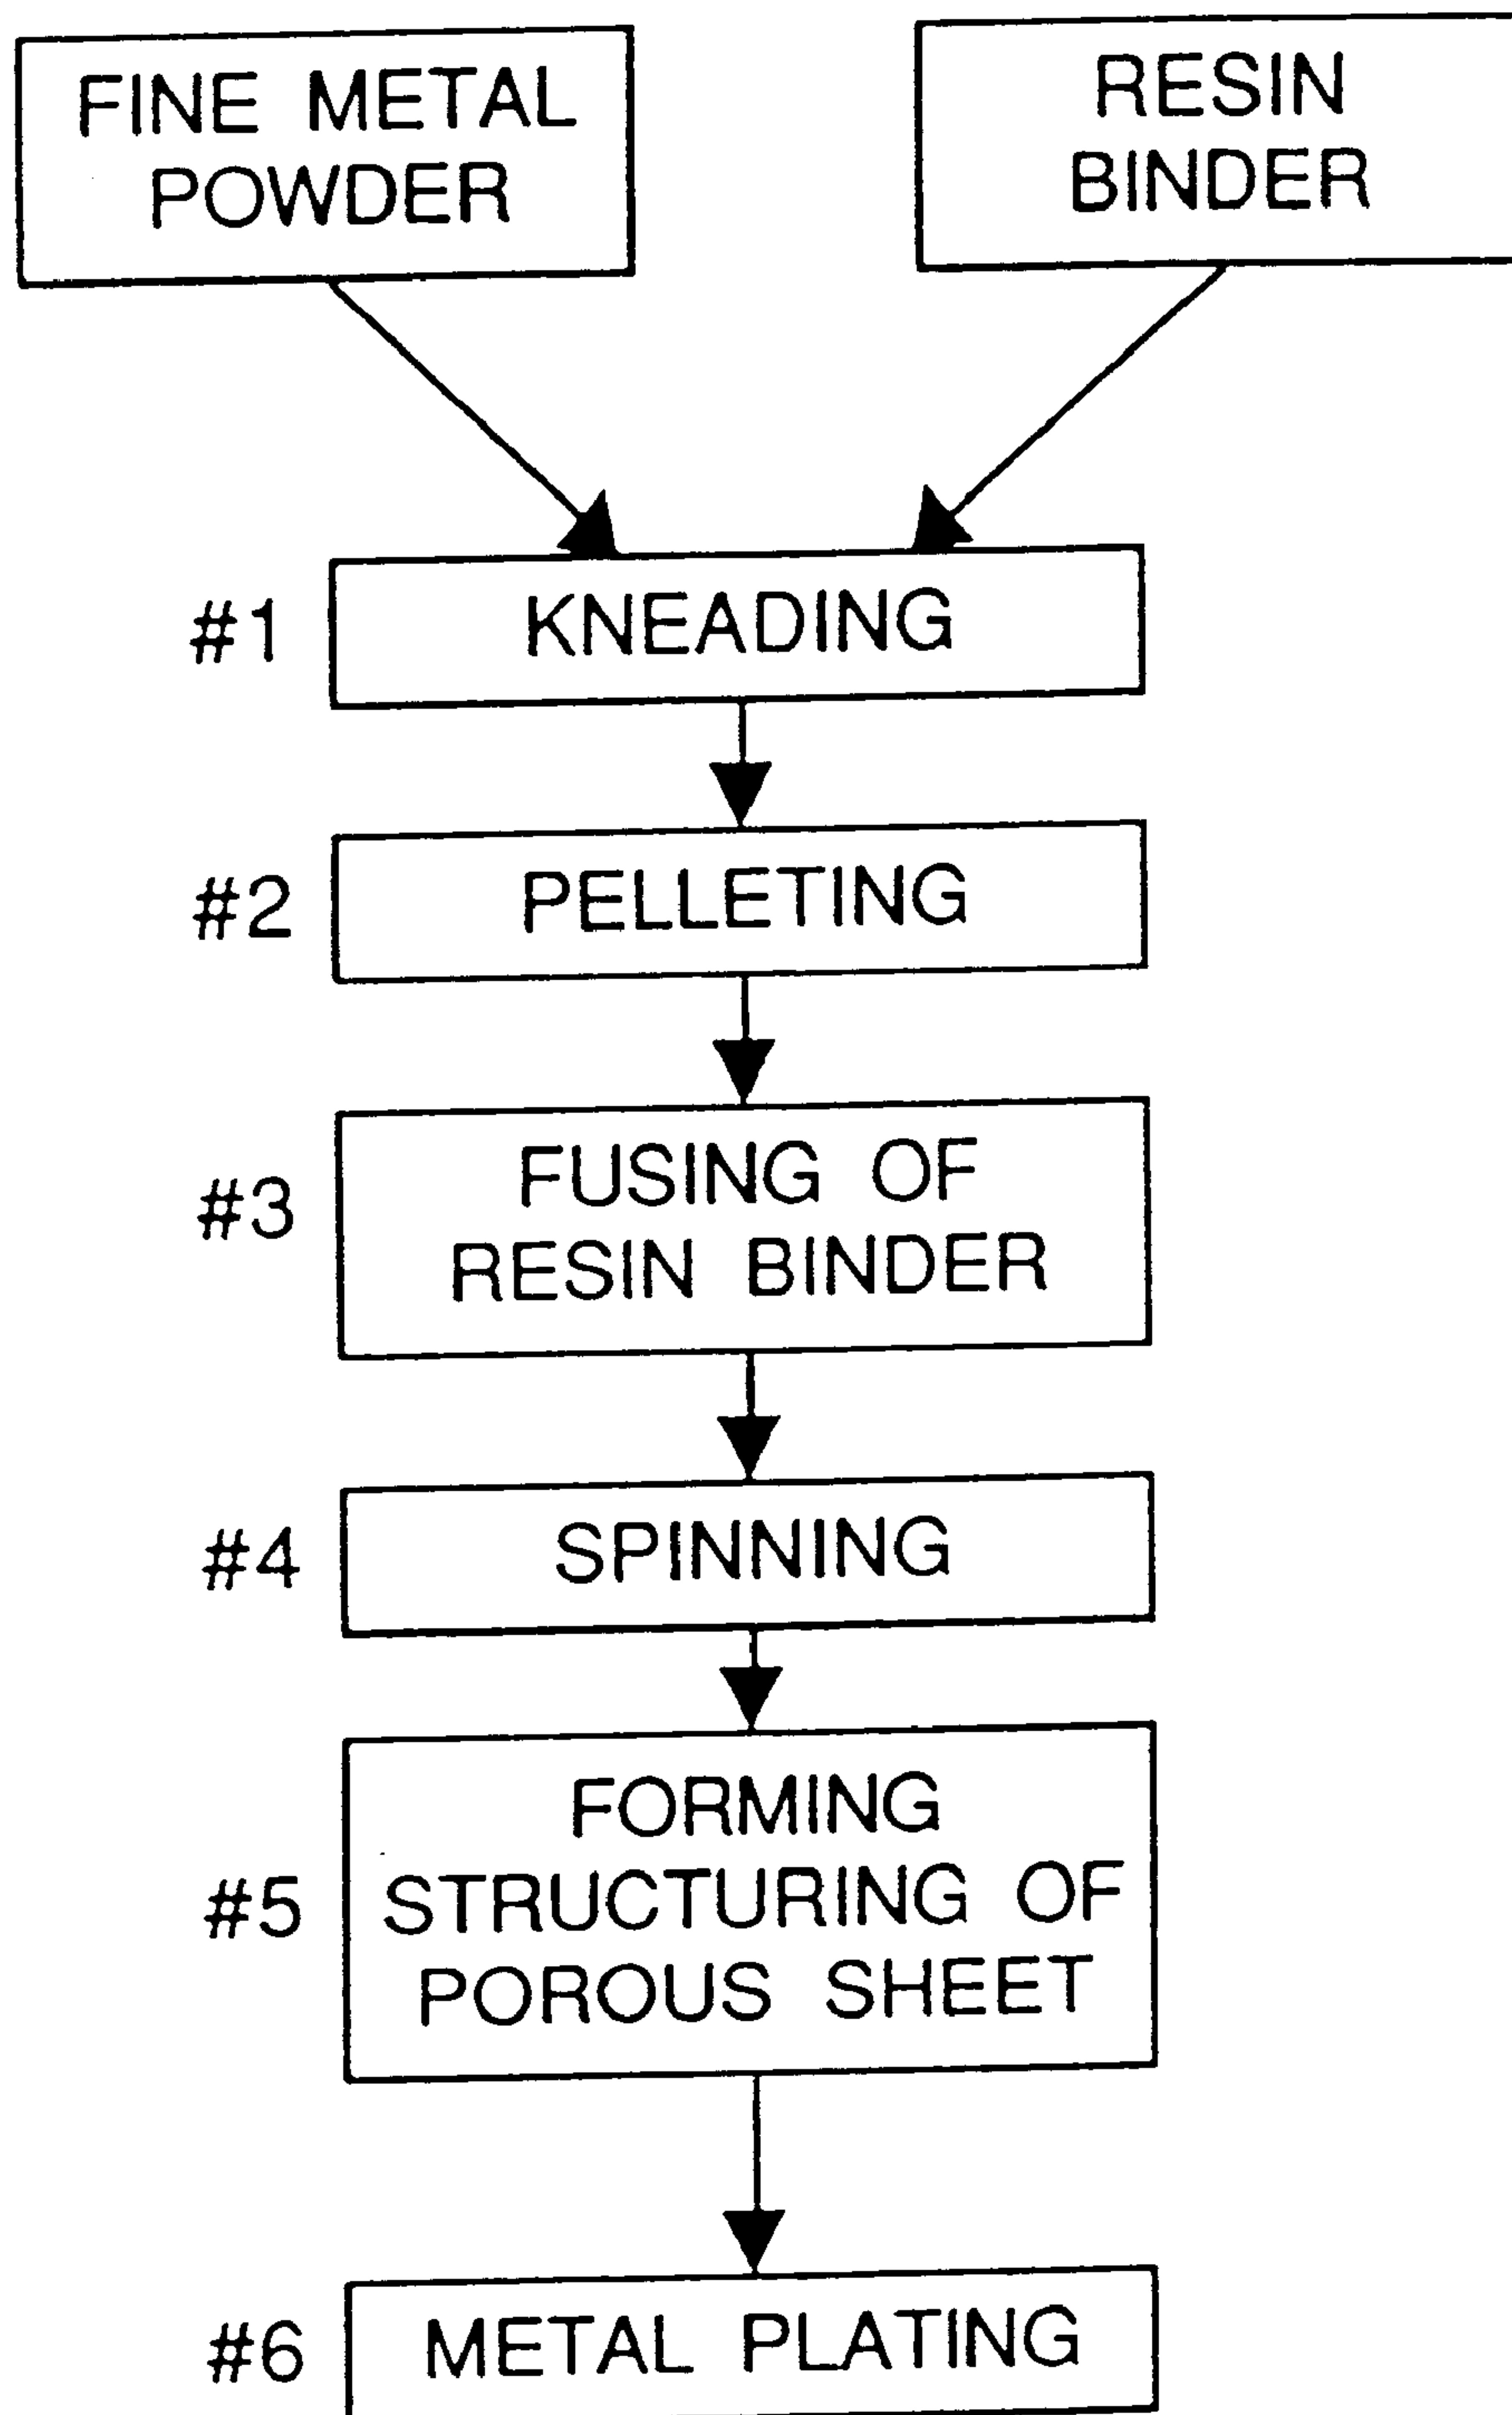 FINE METAL
POWDER
RESIN
BINDER
#1
KNEADING
#2
PELLETING
#3
FUSING OF
RESIN BINDER
#4
SPINNING
#5
FORMING
STRUCTURING OF
POROUS SHEET
#6
METAL PLATING